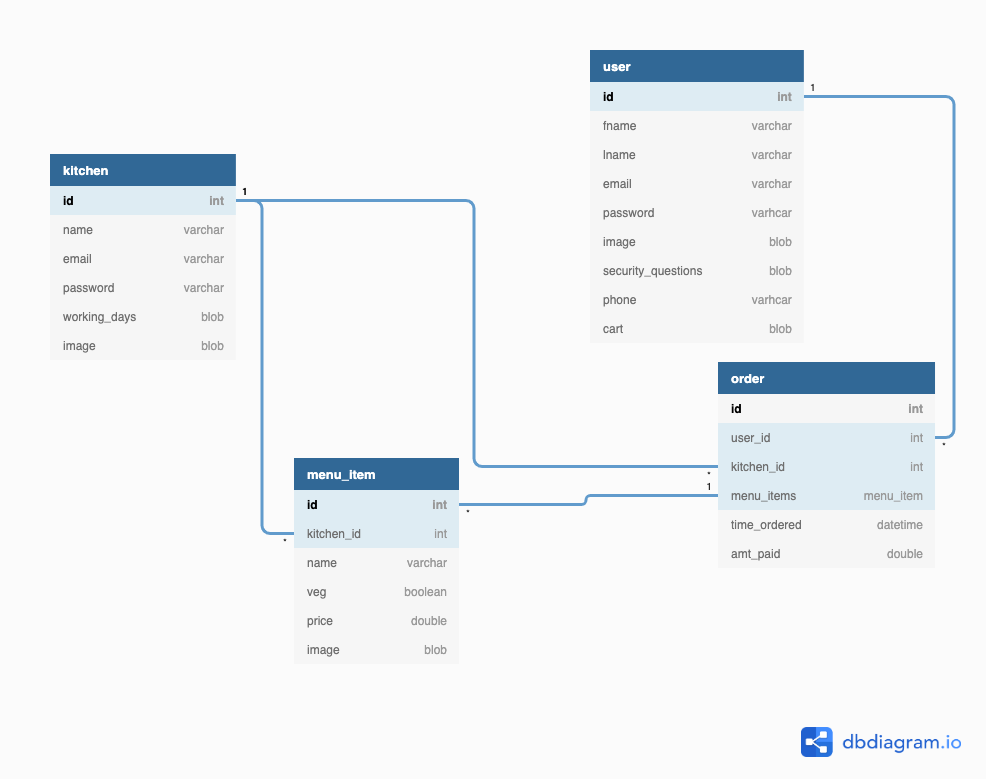 user
id int
fname varchar
lname varchar
email varchar
password varhcar
image blob
security_questions blob
phone varhcar
cart blob
1
kitchen
id int
name varchar
email varchar
password varchar
working_days blob
image blob
1
order
id int
user_id int
kitchen_id int
menu_items menu_item
time_ordered datetime
amt_paid double
*
*
1
menu_item
id int
kitchen_id int
name varchar
veg boolean
price double
image blob
*
*
dbdiagram.io